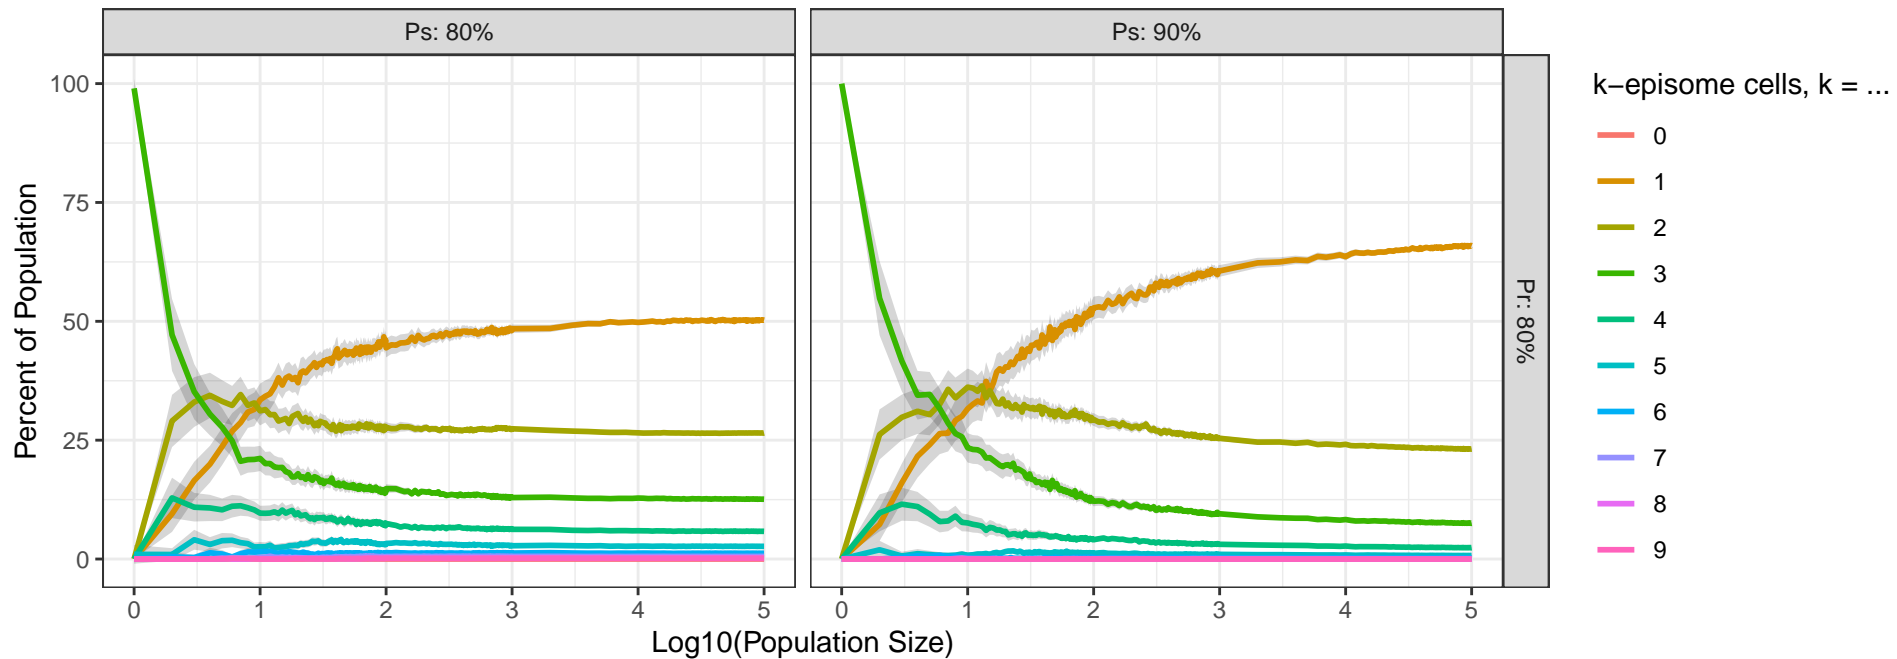 Ps: 80%
Ps: 90%
Pr: 80%
Percent of Population
100
75
50
25
0
0 1 2 3 4 5
0 1 2 3 4 5
Log10(Population Size)
k−episome cells, k = ...
0
1
2
3
4
5
6
7
8
9